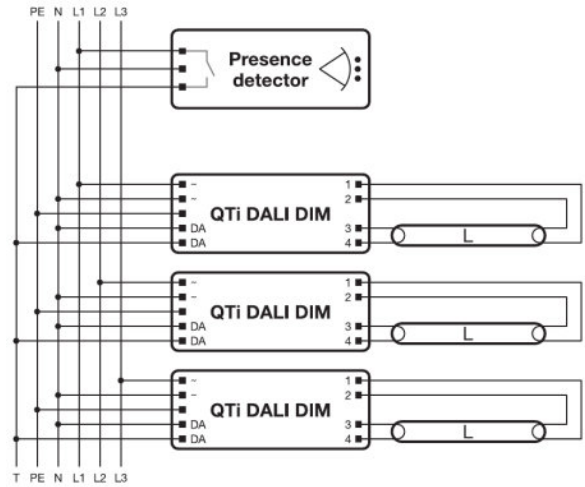 PE N L1 L2 L3
Presence
detector
~ 1
~ 2
QTi DALI DIM
DA 3 L
DA 4
~ 1
~ 2
QTi DALI DIM
DA 3 L
DA 4
~ 1
~ 2
QTi DALI DIM
DA 3 L
DA 4
T PE N L1 L2 L3